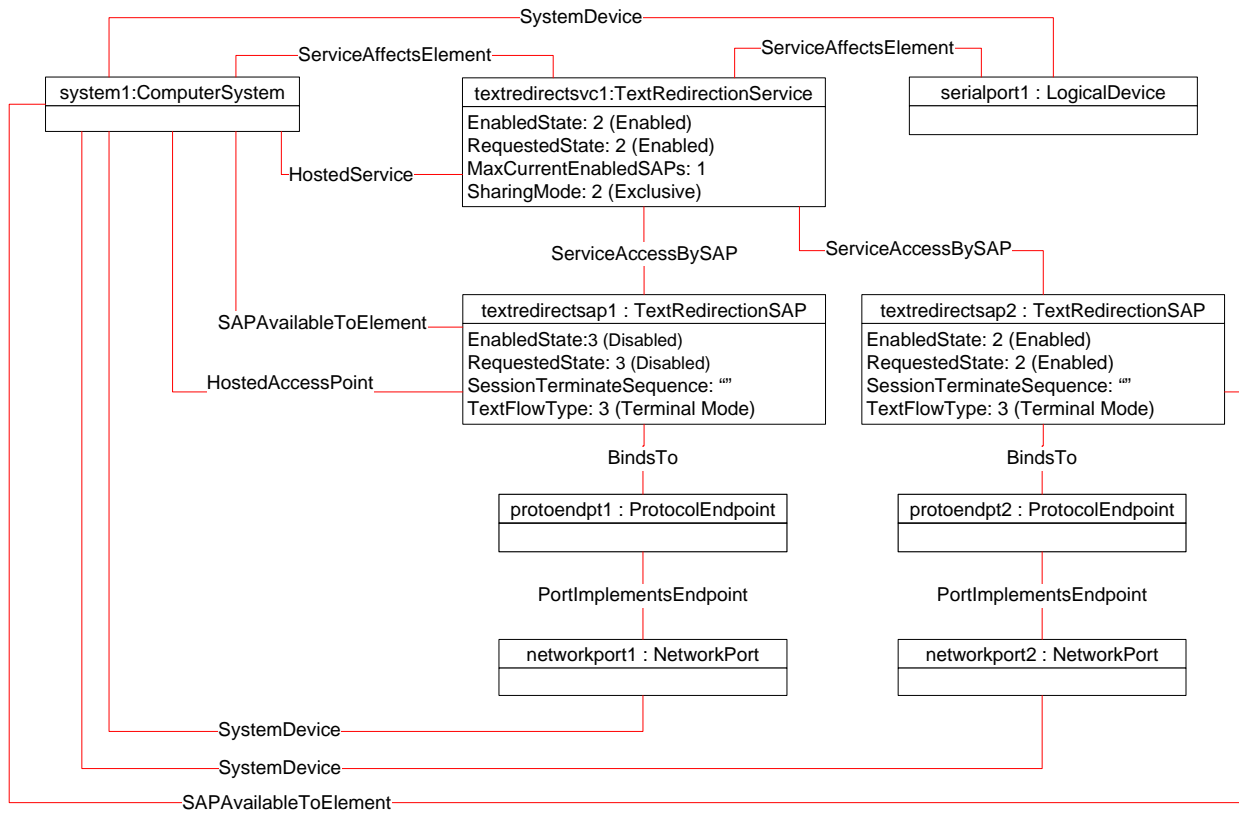 SystemDevice
ServiceAffectsElement
ServiceAffectsElement
system1:ComputerSystem
textredirectsvc1:TextRedirectionService
EnabledState: 2 (Enabled)
RequestedState: 2 (Enabled)
MaxCurrentEnabledSAPs: 1
SharingMode: 2 (Exclusive)
serialport1 : LogicalDevice
HostedService
ServiceAccessBySAP
ServiceAccessBySAP
textredirectsap1 : TextRedirectionSAP
EnabledState:3 (Disabled)
RequestedState: 3 (Disabled)
SessionTerminateSequence: “”
TextFlowType: 3 (Terminal Mode)
textredirectsap2 : TextRedirectionSAP
EnabledState: 2 (Enabled)
RequestedState: 2 (Enabled)
SessionTerminateSequence: “”
TextFlowType: 3 (Terminal Mode)
SAPAvailableToElement
HostedAccessPoint
BindsTo
BindsTo
protoendpt1 : ProtocolEndpoint
protoendpt2 : ProtocolEndpoint
PortImplementsEndpoint
PortImplementsEndpoint
networkport1 : NetworkPort
networkport2 : NetworkPort
SystemDevice
SystemDevice
SAPAvailableToElement